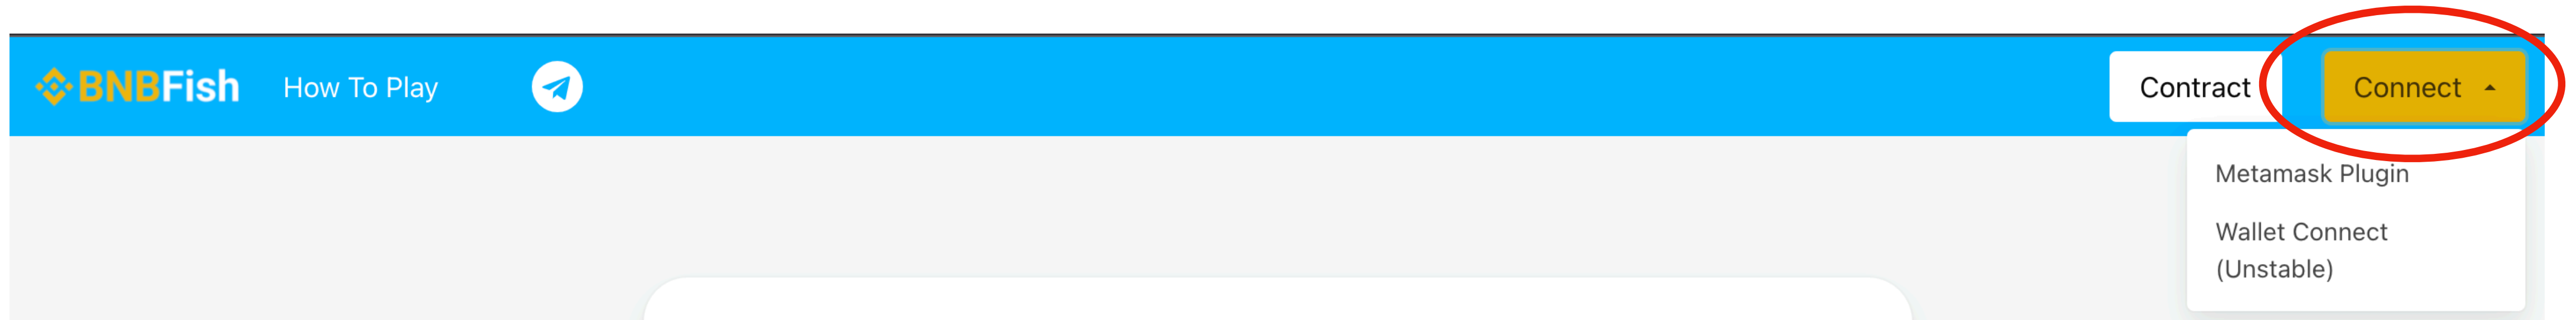 BNBFish How To Play Contract Connect
Metamask Plugin
Wallet Connect
(Unstable)